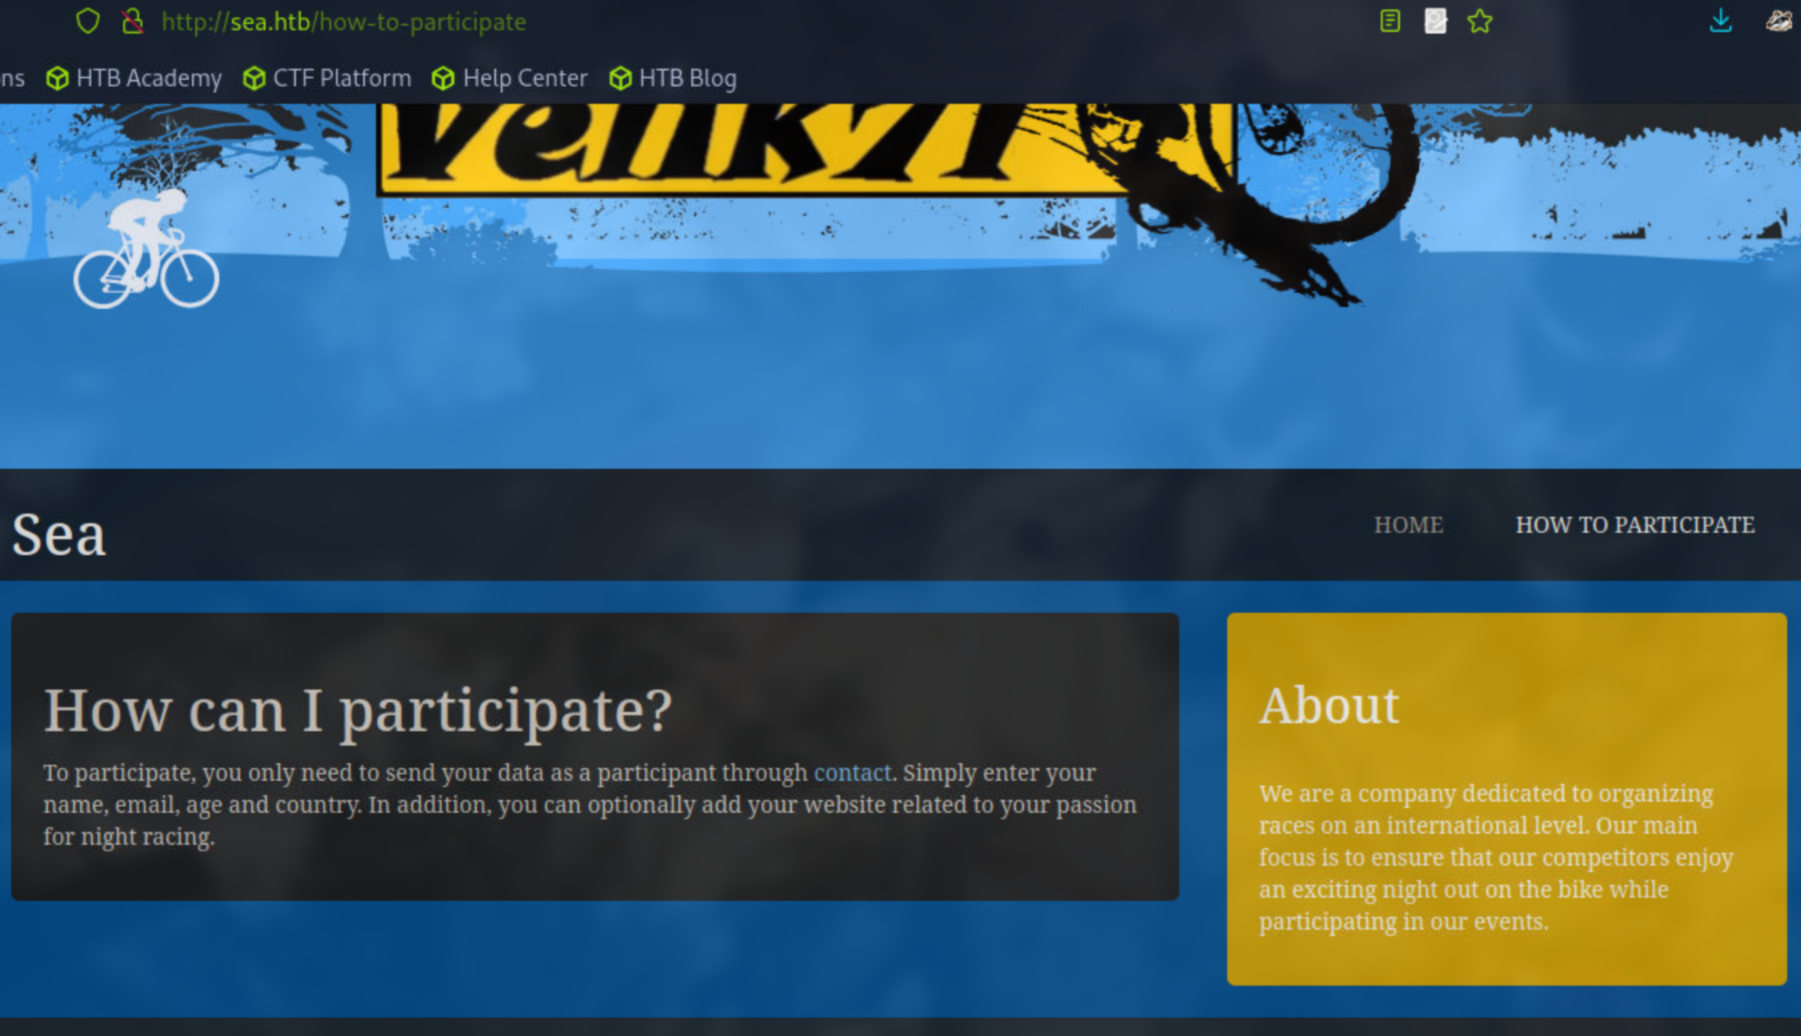 http://sea.htb/how-to-participate
ns HTB Academy CTF Platform Help Center HTB Blog
velik71
Sea
HOME HOW TO PARTICIPATE
How can I participate?
To participate, you only need to send your data as a participant through contact. Simply enter your
name, email, age and country. In addition, you can optionally add your website related to your passion
for night racing.
About
We are a company dedicated to organizing
races on an international level. Our main
focus is to ensure that our competitors enjoy
an exciting night out on the bike while
participating in our events.